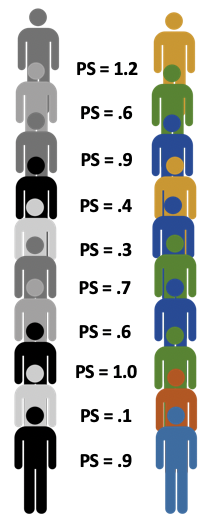 PS = 1.2
PS = .6
PS = .9
PS = .4
PS = .3
PS = .7
PS = .6
PS = 1.0
PS = .1
PS = .9